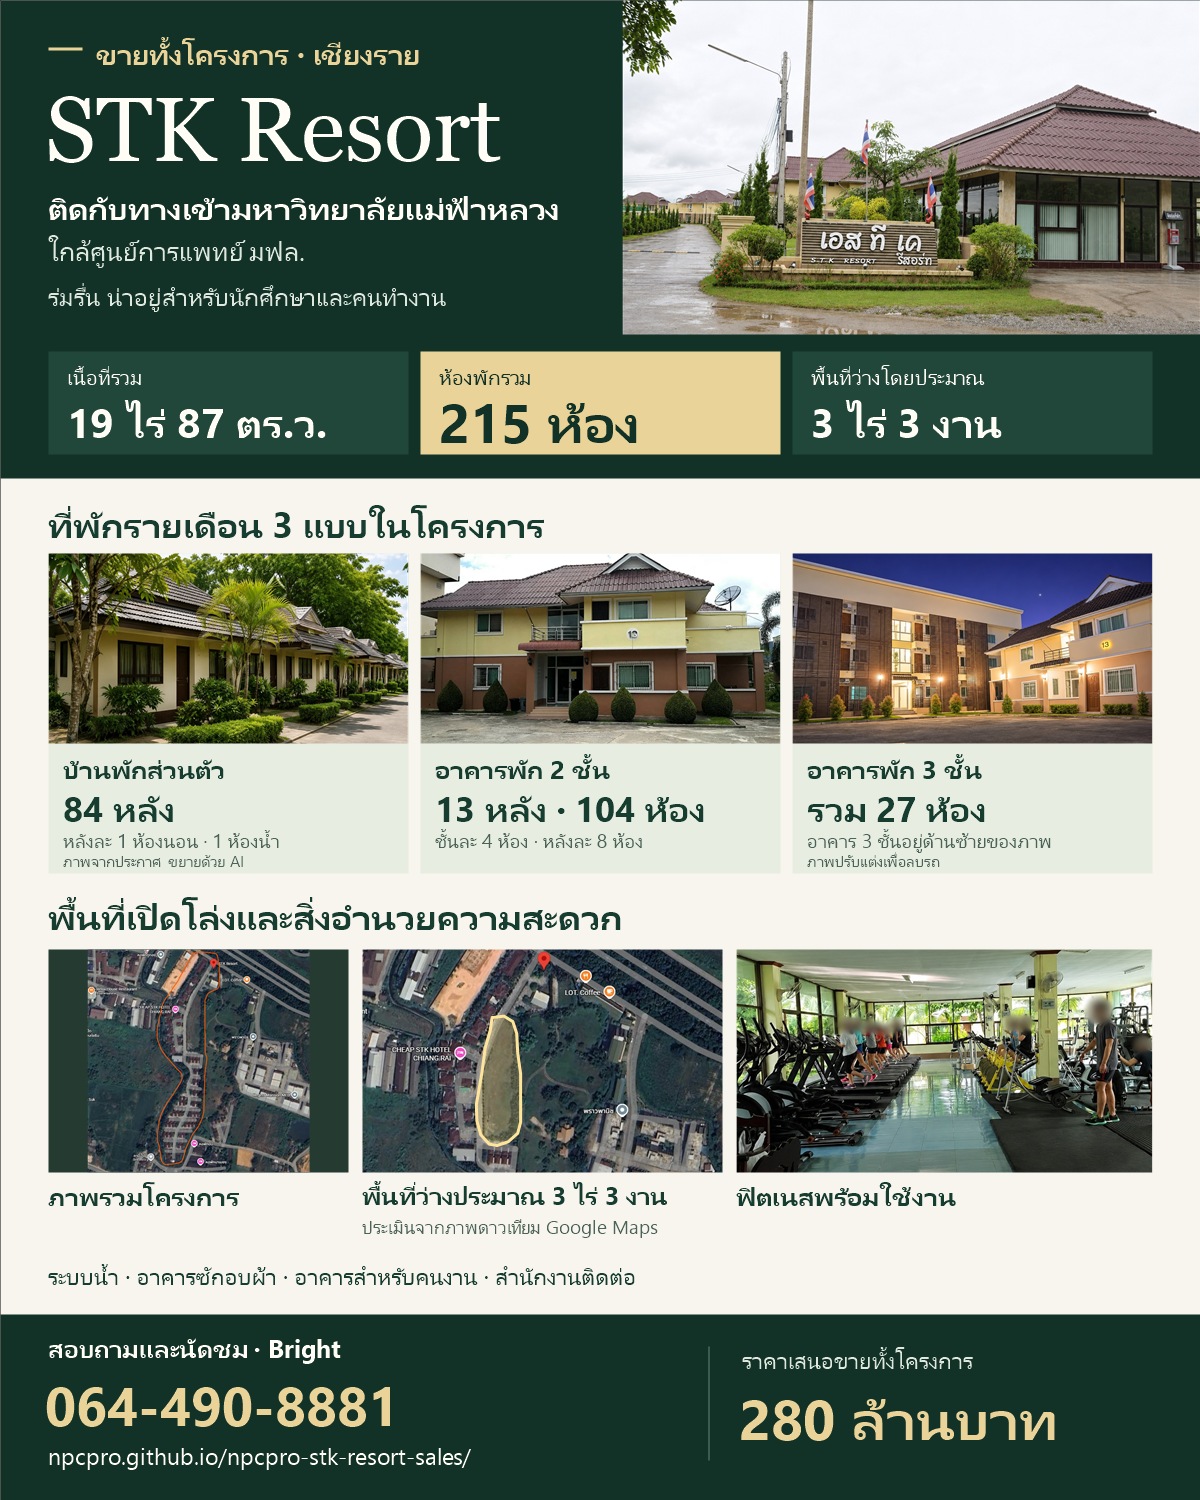 ขายทั้งโครงการ · เชียงราย
STK Resort
ติดกับทางเข้ามหาวิทยาลัยแม่ฟ้าหลวง
ใกล้ศูนย์การแพทย์ มฟล.
ร่มรื่น น่าอยู่สำหรับนักศึกษาและคนทำงาน
เอส ที เค
S.T.K RESORT รีสอร์ท
เนื้อที่รวม
19 ไร่ 87 ตร.ว.
ห้องพักรวม
215 ห้อง
พื้นที่ว่างโดยประมาณ
3 ไร่ 3 งาน
ที่พักรายเดือน 3 แบบในโครงการ
13
บ้านพักส่วนตัว
84 หลัง
หลังละ 1 ห้องนอน · 1 ห้องน้ำ
ภาพจากประกาศ ขยายด้วย AI
อาคารพัก 2 ชั้น
13 หลัง · 104 ห้อง
ชั้นละ 4 ห้อง · หลังละ 8 ห้อง
อาคารพัก 3 ชั้น
รวม 27 ห้อง
อาคาร 3 ชั้นอยู่ด้านซ้ายของภาพ
ภาพปรับแต่งเพื่อลบรถ
พื้นที่เปิดโล่งและสิ่งอำนวยความสะดวก
LOT. Coffee
CHEAP STK HOTEL
CHIANG RAI
พราวพาบิส
ภาพรวมโครงการ
พื้นที่ว่างประมาณ 3 ไร่ 3 งาน
ประเมินจากภาพดาวเทียม Google Maps
ฟิตเนสพร้อมใช้งาน
ระบบน้ำ · อาคารซักอบผ้า · อาคารสำหรับคนงาน · สำนักงานติดต่อ
สอบถามและนัดชม · Bright
064-490-8881
npcpro.github.io/npcpro-stk-resort-sales/
ราคาเสนอขายทั้งโครงการ
280 ล้านบาท